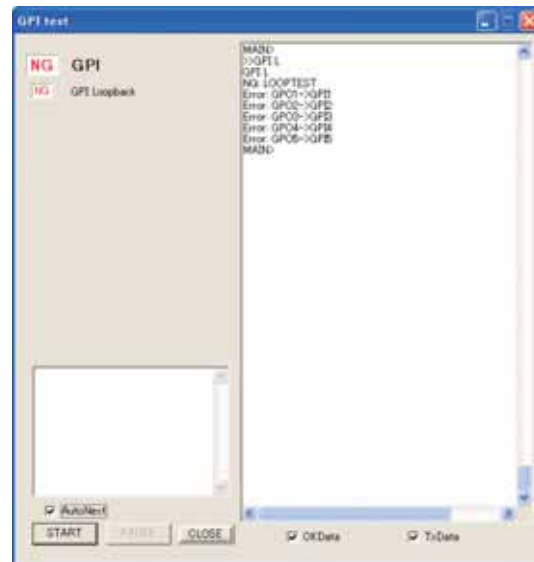 GPI test
NG GPI
NG GPI Loopback
MAIN>
>>GPI L
GPI L
NG: LOOPTEST
Error: GPO1->GPI1
Error: GPO2->GPI2
Error: GPO3->GPI3
Error: GPO4->GPI4
Error: GPO5->GPI5
MAIN>
AutoNext
START PAUSE CLOSE OKData TxData